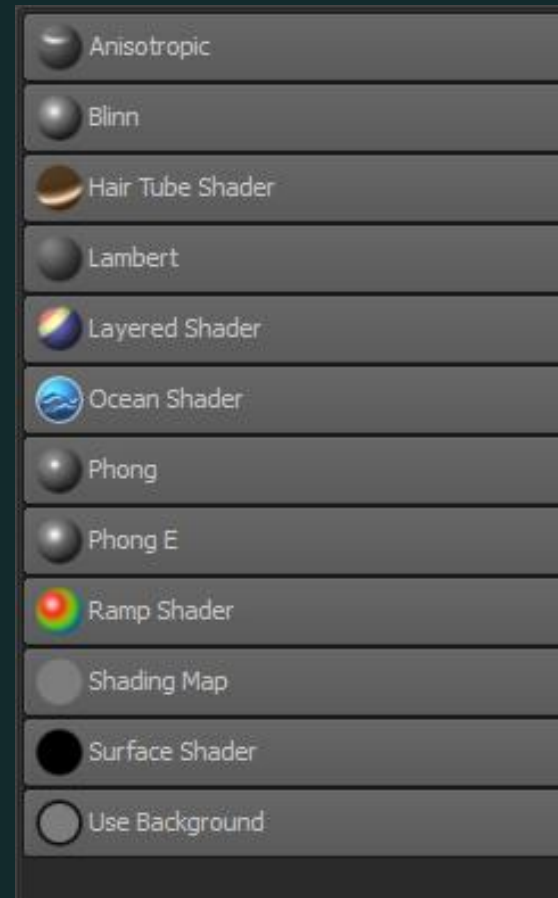 Anisotropic
Blinn
Hair Tube Shader
Lambert
Layered Shader
Ocean Shader
Phong
Phong E
Ramp Shader
Shading Map
Surface Shader
Use Background